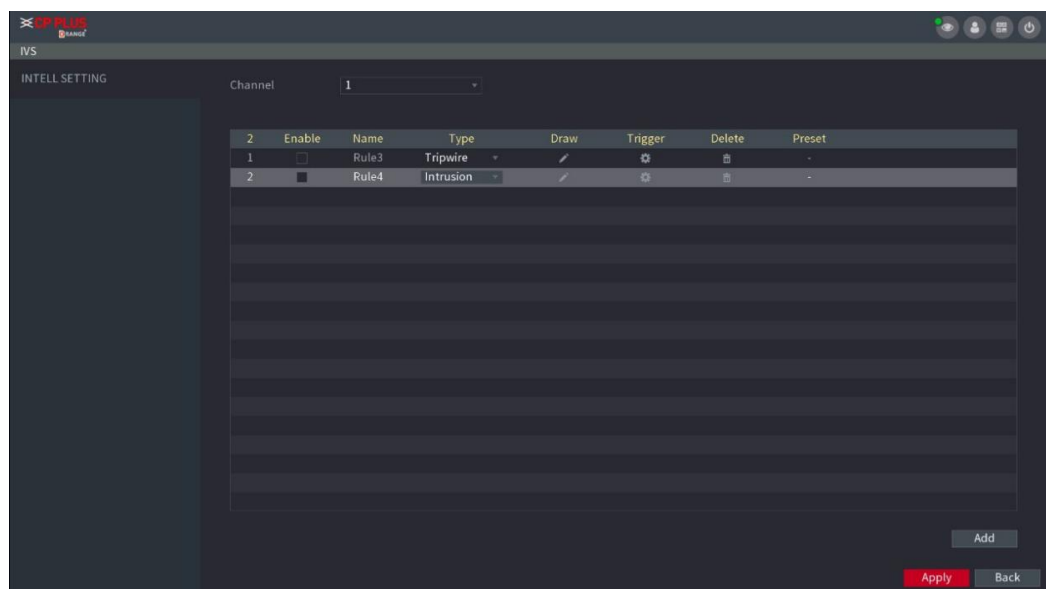 CP PLUS
ORANGE
IVS
INTELL SETTING
Channel 1
2 Enable Name Type Draw Trigger Delete Preset
1 Rule3 Tripwire -
2 Rule4 Intrusion -
Add
Apply Back